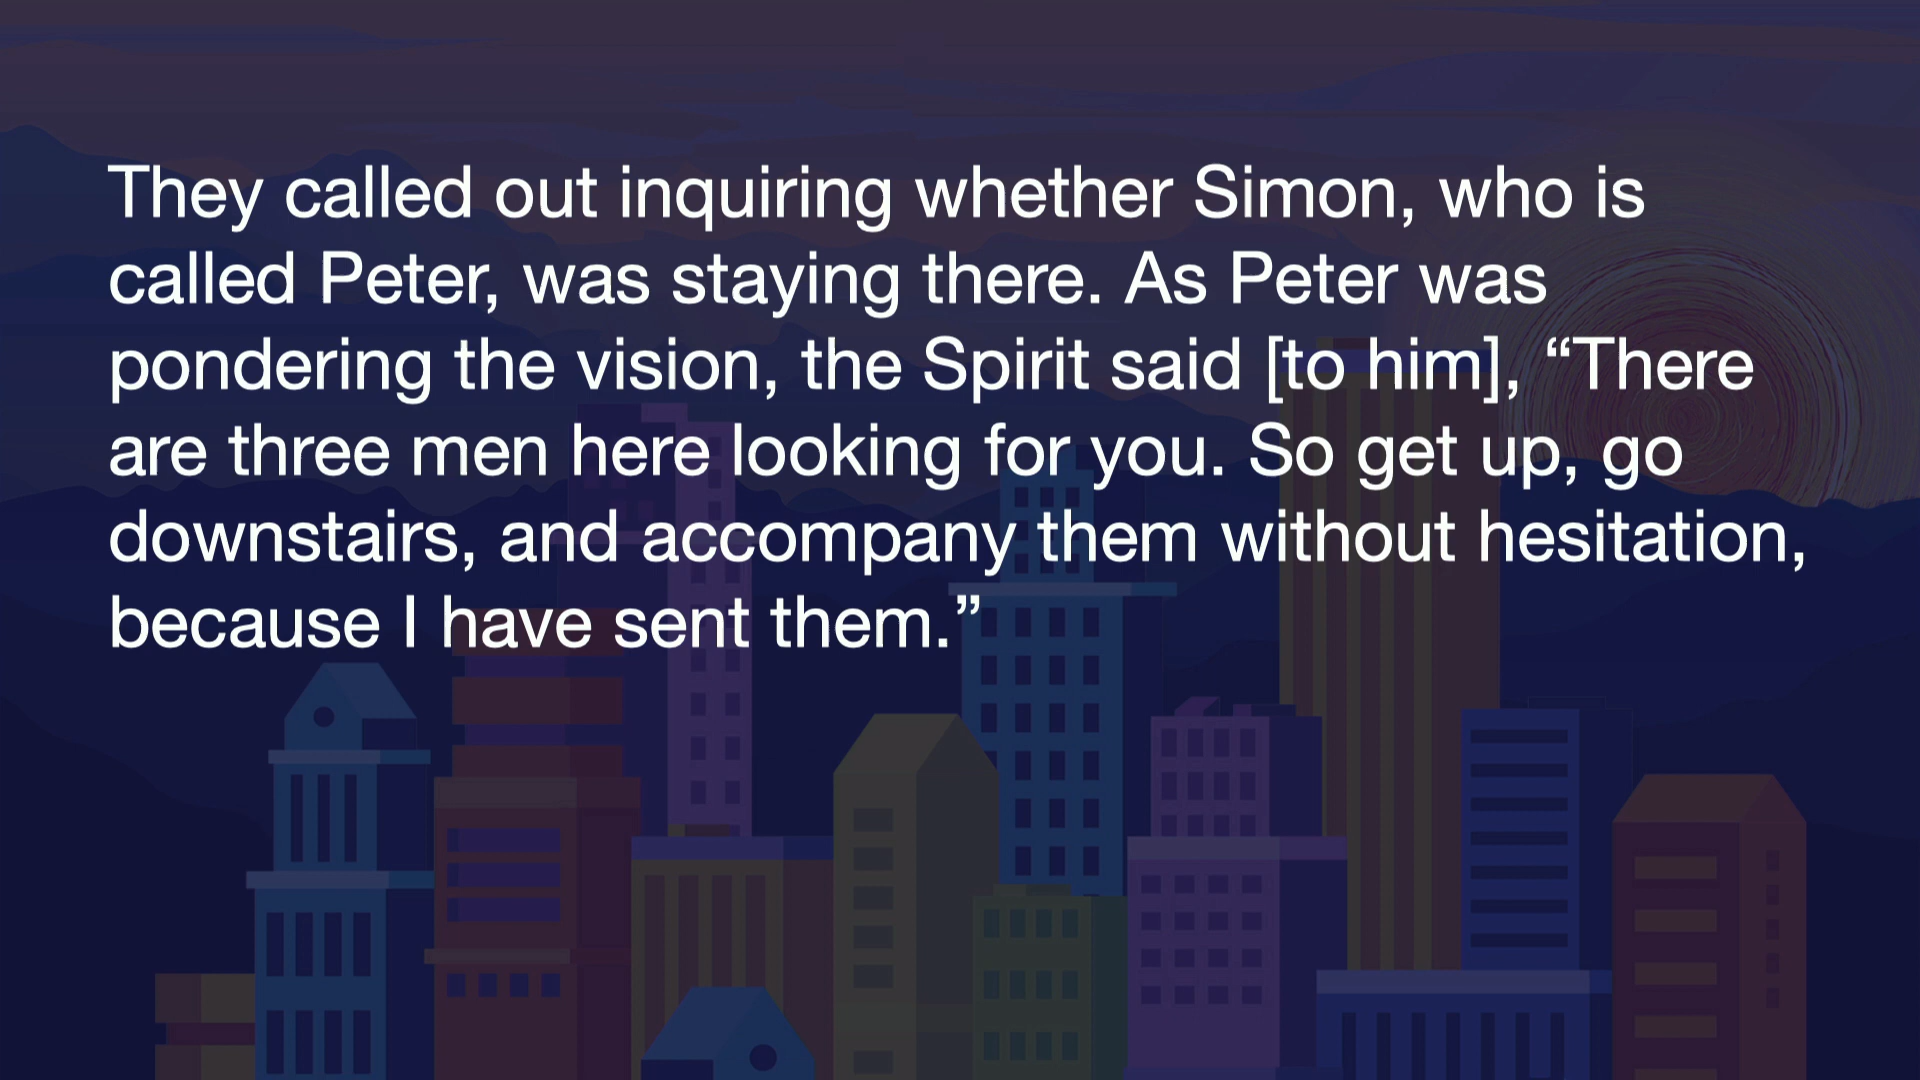 They called out inquiring whether Simon, who is
called Peter, was staying there. As Peter was
pondering the vision, the Spirit said [to him], “There
are three men here looking for you. So get up, go
downstairs, and accompany them without hesitation,
because I have sent them.”